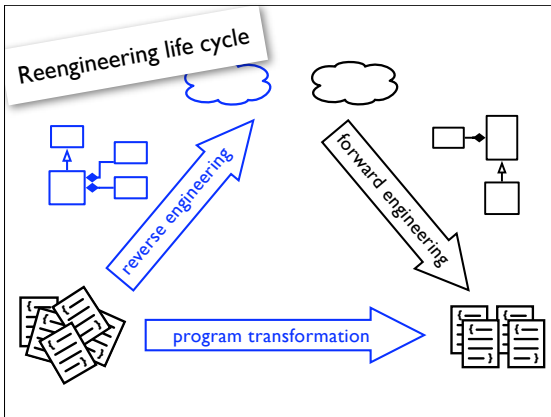 Reengineering life cycle
reverse engineering
forward engineering
program transformation